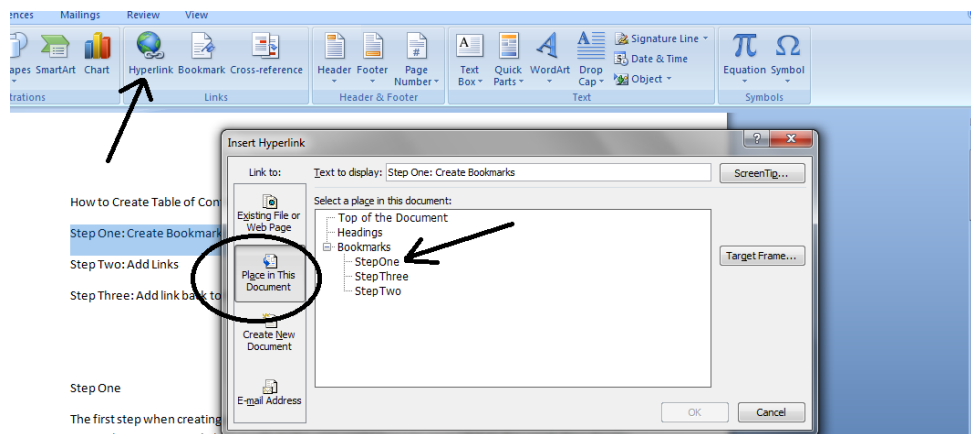 ences Mailings Review View
apes SmartArt Chart Hyperlink Bookmark Cross-reference Header Footer Page Number Text Box Quick Parts WordArt Drop Cap Signature Line Date & Time Object Equation Symbol
trations Links Header & Footer Text Symbols
Insert Hyperlink
Link to: Text to display: Step One: Create Bookmarks ScreenTip...
Select a place in this document:
Existing File or
Web Page
Place in This
Document
Create New
Document
E-mail Address
Top of the Document
Headings
Bookmarks
StepOne
StepThree
StepTwo
Target Frame...
OK Cancel
How to Create Table of Con
Step One: Create Bookmark
Step Two: Add Links
Step Three: Add link back to
Step One
The first step when creating